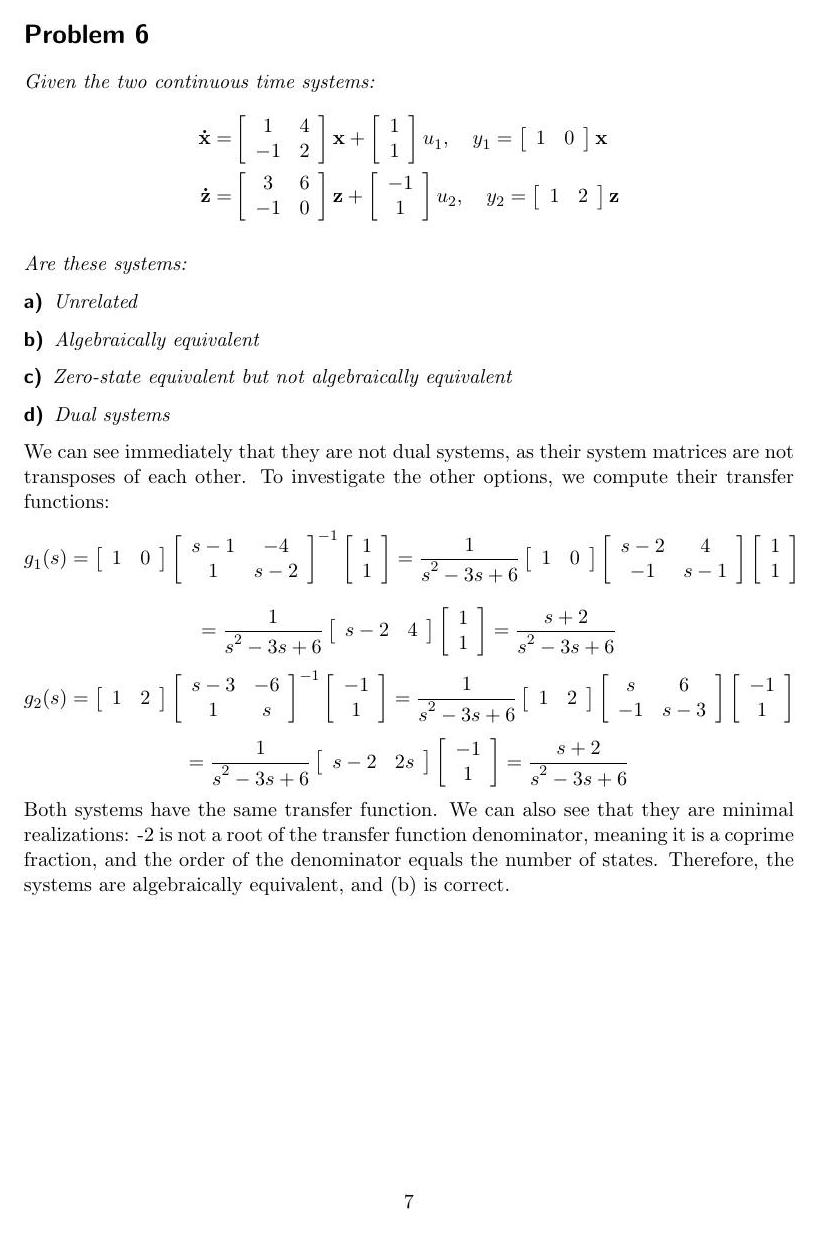 Problem 6
Given the two continuous time systems:
ẋ = [ 1 4 ; −1 2 ] x + [ 1 ; 1 ] u₁, y₁ = [ 1 0 ] x
ż = [ 3 6 ; −1 0 ] z + [ −1 ; 1 ] u₂, y₂ = [ 1 2 ] z
Are these systems:
a) Unrelated
b) Algebraically equivalent
c) Zero-state equivalent but not algebraically equivalent
d) Dual systems
We can see immediately that they are not dual systems, as their system matrices are not
transposes of each other. To investigate the other options, we compute their transfer
functions:
g₁(s) = [ 1 0 ] [ s − 1 −4 ; 1 s − 2 ]⁻¹ [ 1 ; 1 ] = 1/(s² − 3s + 6) [ 1 0 ] [ s − 2 4 ; −1 s − 1 ] [ 1 ; 1 ]
= 1/(s² − 3s + 6) [ s − 2 4 ] [ 1 ; 1 ] = (s + 2)/(s² − 3s + 6)
g₂(s) = [ 1 2 ] [ s − 3 −6 ; 1 s ]⁻¹ [ −1 ; 1 ] = 1/(s² − 3s + 6) [ 1 2 ] [ s 6 ; −1 s − 3 ] [ −1 ; 1 ]
= 1/(s² − 3s + 6) [ s − 2 2s ] [ −1 ; 1 ] = (s + 2)/(s² − 3s + 6)
Both systems have the same transfer function. We can also see that they are minimal
realizations: -2 is not a root of the transfer function denominator, meaning it is a coprime
fraction, and the order of the denominator equals the number of states. Therefore, the
systems are algebraically equivalent, and (b) is correct.
7